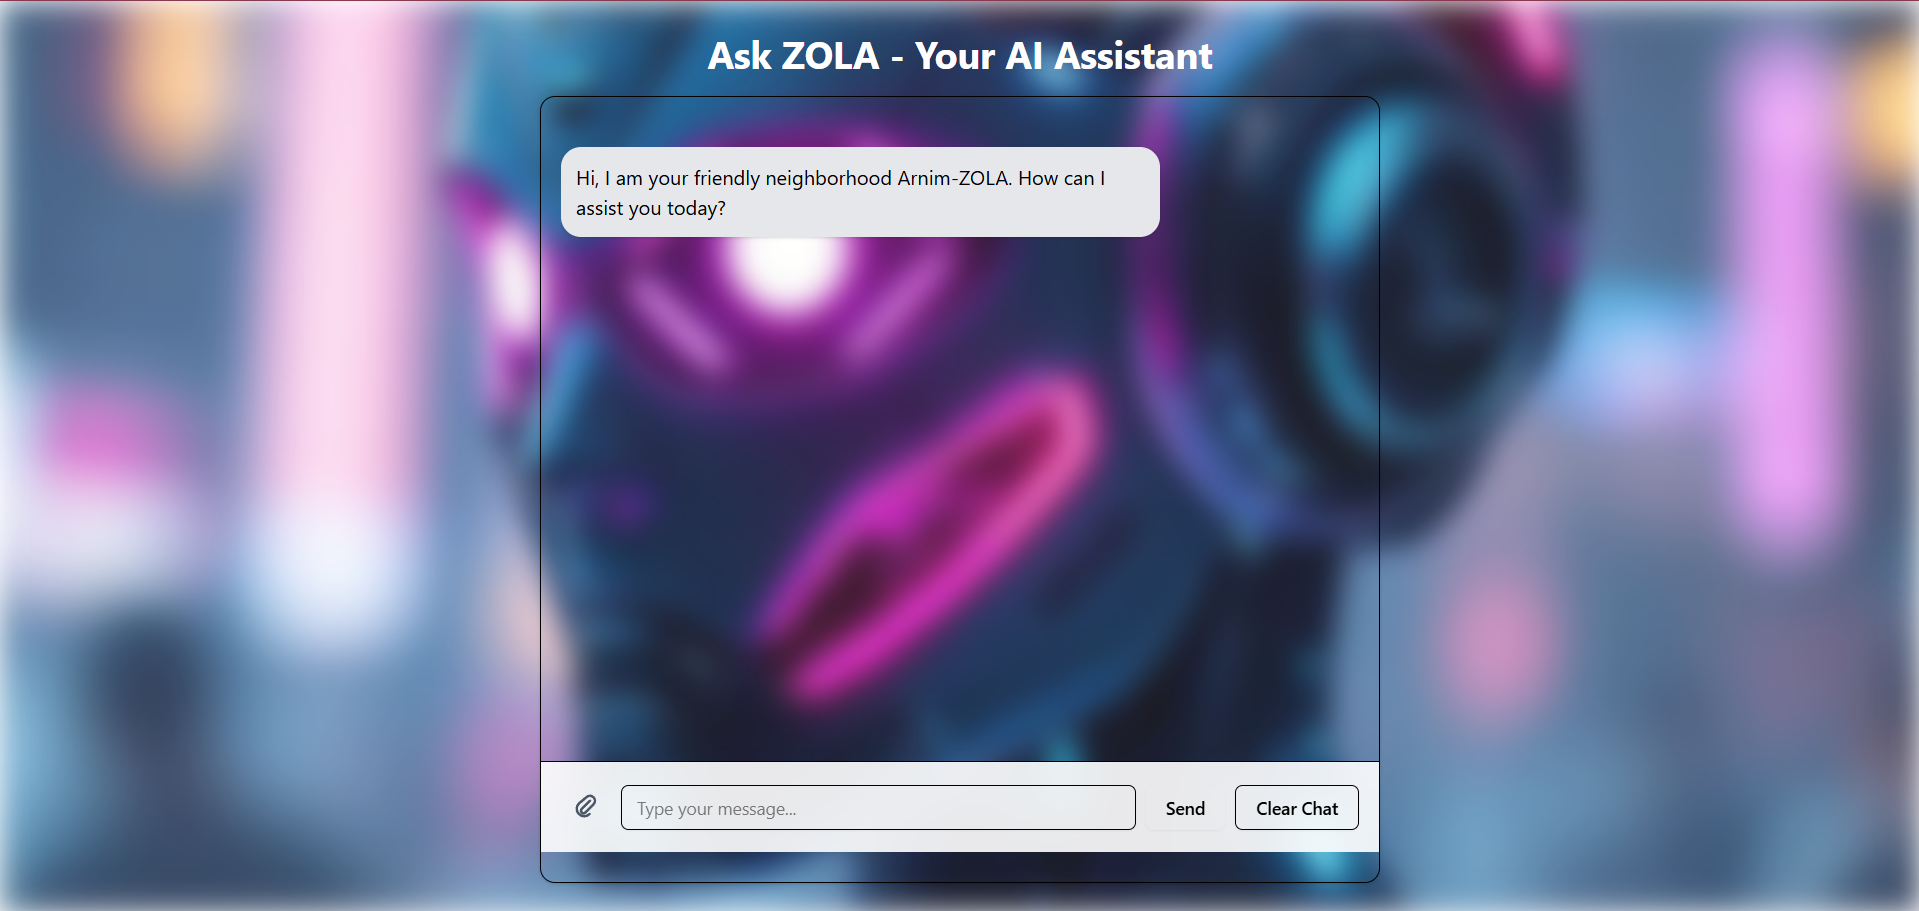 Ask ZOLA - Your AI Assistant
Hi, I am your friendly neighborhood Arnim-ZOLA. How can I
assist you today?
Type your message...
Send
Clear Chat